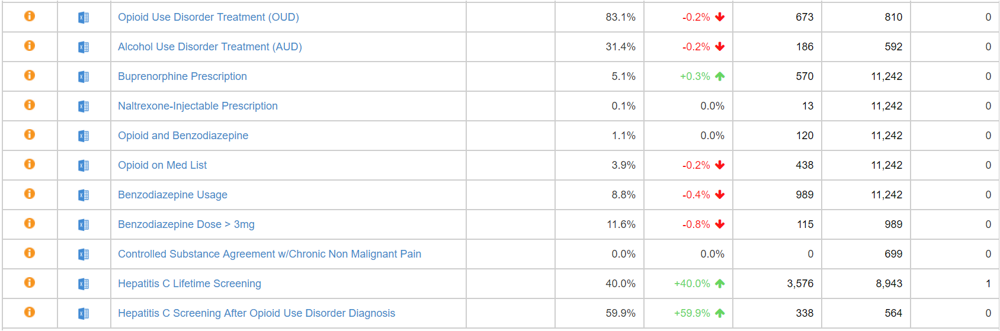 Opioid Use Disorder Treatment (OUD) 83.1% -0.2% 673 810 0
Alcohol Use Disorder Treatment (AUD) 31.4% -0.2% 186 592 0
Buprenorphine Prescription 5.1% +0.3% 570 11,242 0
Naltrexone-Injectable Prescription 0.1% 0.0% 13 11,242 0
Opioid and Benzodiazepine 1.1% 0.0% 120 11,242 0
Opioid on Med List 3.9% -0.2% 438 11,242 0
Benzodiazepine Usage 8.8% -0.4% 989 11,242 0
Benzodiazepine Dose > 3mg 11.6% -0.8% 115 989 0
Controlled Substance Agreement w/Chronic Non Malignant Pain 0.0% 0.0% 0 699 0
Hepatitis C Lifetime Screening 40.0% +40.0% 3,576 8,943 1
Hepatitis C Screening After Opioid Use Disorder Diagnosis 59.9% +59.9% 338 564 0